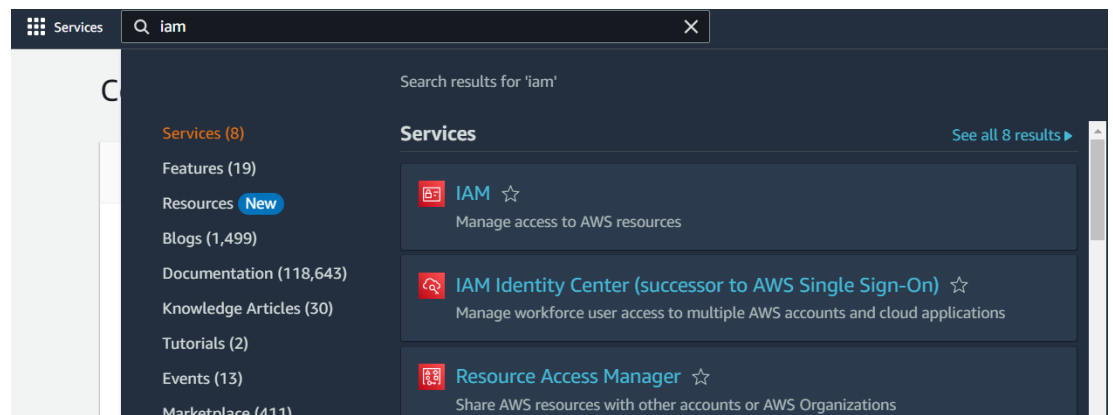 Services iam
Search results for 'iam'
Services (8)
Features (19)
Resources New
Blogs (1,499)
Documentation (118,643)
Knowledge Articles (30)
Tutorials (2)
Events (13)
Marketplace (411)
Services See all 8 results
IAM
Manage access to AWS resources
IAM Identity Center (successor to AWS Single Sign-On)
Manage workforce user access to multiple AWS accounts and cloud applications
Resource Access Manager
Share AWS resources with other accounts or AWS Organizations